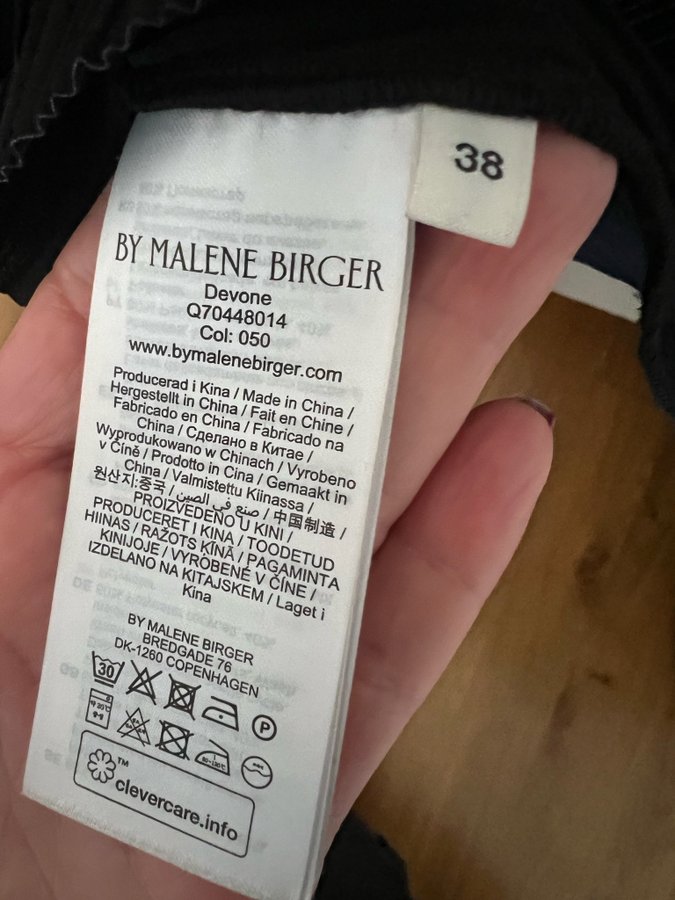 38
BY MALENE BIRGER
Devone
Q70448014
Col: 050
www.bymalenebirger.com
Producerad i Kina / Made in China /
Hergestellt in China / Fait en Chine /
Fabricado en China / Fabricado na
China / Сделано в Китае /
Wyprodukowano w Chinach / Vyrobeno
v Číně / Prodotto in Cina / Gemaakt in
China / Valmistettu Kiinassa /
원산지:중국 / صنع في الصين / 中国制造 /
PROIZVEDENO U KINI /
PRODUCERET I KINA / TOODETUD
HIINAS / RAŽOTS ĶĪNĀ / PAGAMINTA
KINIJOJE / VYROBENÉ V ČÍNE /
IZDELANO NA KITAJSKEM / Laget i
Kina
BY MALENE BIRGER
BREDGADE 76
DK-1260 COPENHAGEN
30
P
™
clevercare.info